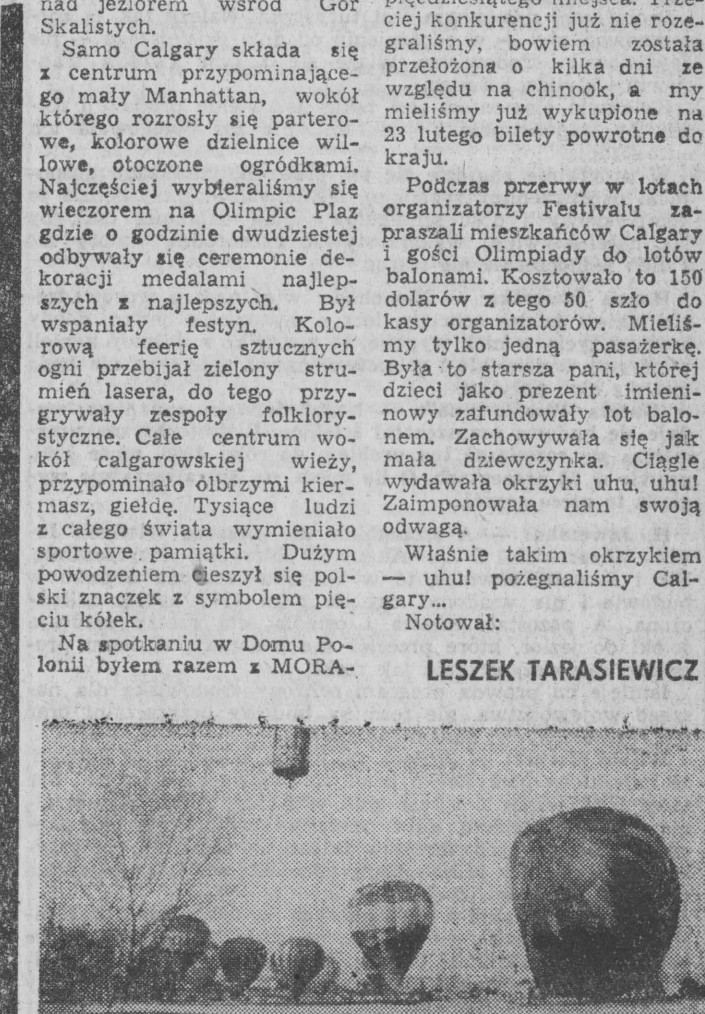 nad jeziorem wśród Gór
Skalistych.
Samo Calgary składa się
z centrum przypominające-
go mały Manhattan, wokół
którego rozrosły się partero-
we, kolorowe dzielnice wil-
lowe, otoczone ogródkami.
Najczęściej wybieraliśmy się
wieczorem na Olimpic Plaz
gdzie o godzinie dwudziestej
odbywały się ceremonie de-
koracji medalami najlep-
szych z najlepszych. Był
wspaniały festyn. Kolo-
rową feerię sztucznych
ogni przebijał zielony stru-
mień lasera, do tego przy-
grywały zespoły folklory-
styczne. Całe centrum wo-
kół calgarowskiej wieży,
przypominało olbrzymi kier-
masz, giełdę. Tysiące ludzi
z całego świata wymieniało
sportowe pamiątki. Dużym
powodzeniem cieszył się pol-
ski znaczek z symbolem pię-
ciu kółek.
Na spotkaniu w Domu Po-
lonii byłem razem z MORA-
pięćdziesiątego miejsca. Trze-
ciej konkurencji już nie roze-
graliśmy, bowiem została
przełożona o kilka dni ze
względu na chinook, a my
mieliśmy już wykupione na
23 lutego bilety powrotne do
kraju.
Podczas przerwy w lotach
organizatorzy Festivalu za-
praszali mieszkańców Calgary
i gości Olimpiady do lotów
balonami. Kosztowało to 150
dolarów z tego 50 szło do
kasy organizatorów. Mieliś-
my tylko jedną pasażerkę.
Była to starsza pani, której
dzieci jako prezent imieni-
nowy zafundowały lot balo-
nem. Zachowywała się jak
mała dziewczynka. Ciągle
wydawała okrzyki uhu, uhu!
Zaimponowała nam swoją
odwagą.
Właśnie takim okrzykiem
— uhu! pożegnaliśmy Cal-
gary...
Notował:
LESZEK TARASIEWICZ